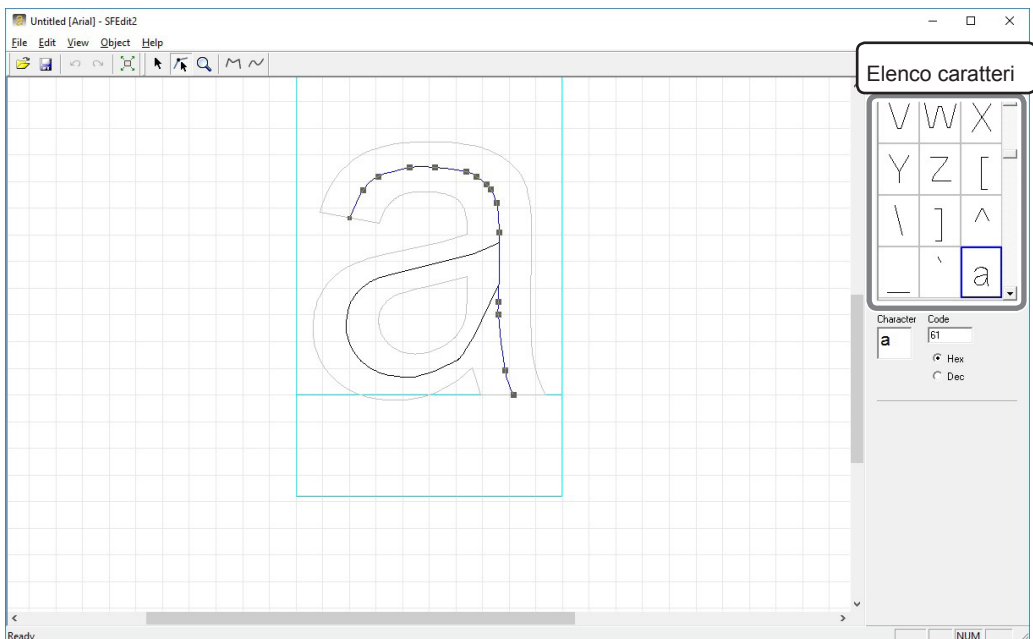 Untitled [Arial] - SFEdit2
File Edit View Object Help
Elenco caratteri
V W X
Y Z [
\ ] ^
_ ` a
Character Code
a 61
Hex
Dec
Ready
NUM